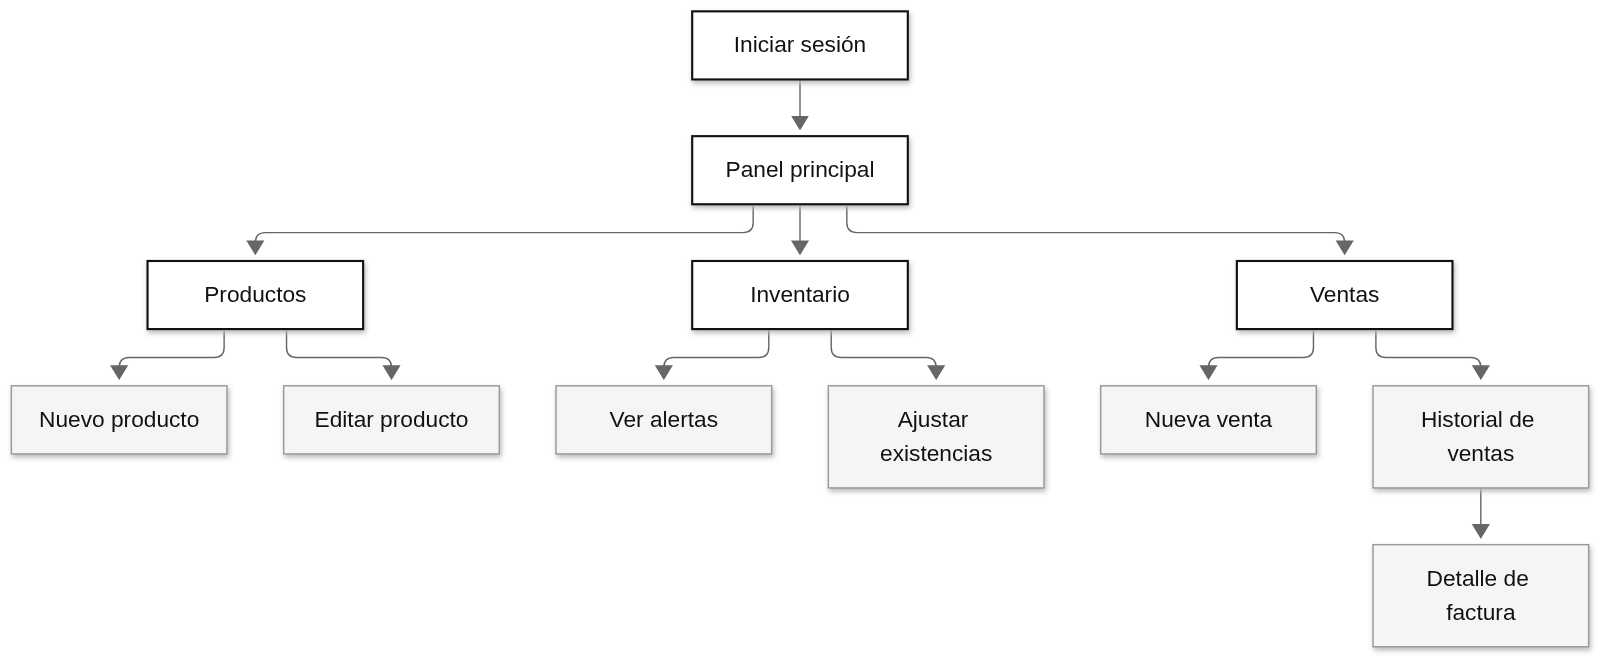 Iniciar sesión
Panel principal
Productos
Inventario
Ventas
Nuevo producto
Editar producto
Ver alertas
Ajustar
existencias
Nueva venta
Historial de
ventas
Detalle de
factura